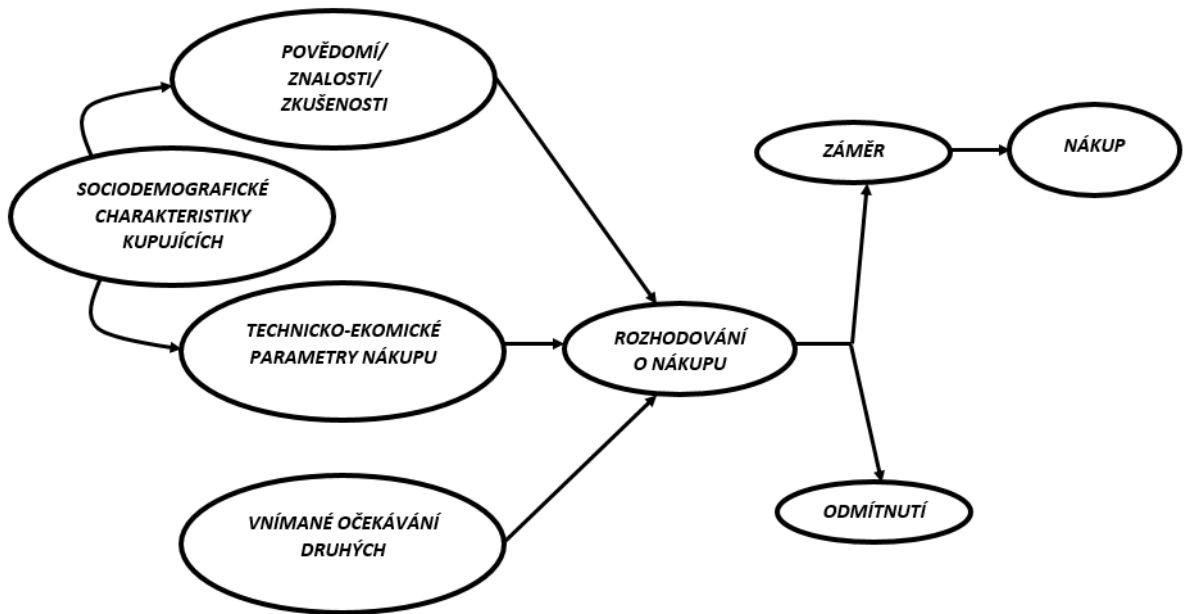 POVĚDOMÍ/
ZNALOSTI/
ZKUŠENOSTI
SOCIODEMOGRAFICKÉ
CHARAKTERISTIKY
KUPUJÍCÍCH
TECHNICKO-EKOMICKÉ
PARAMETRY NÁKUPU
VNÍMANÉ OČEKÁVÁNÍ
DRUHÝCH
ROZHODOVÁNÍ
O NÁKUPU
ZÁMĚR
NÁKUP
ODMÍTNUTÍ